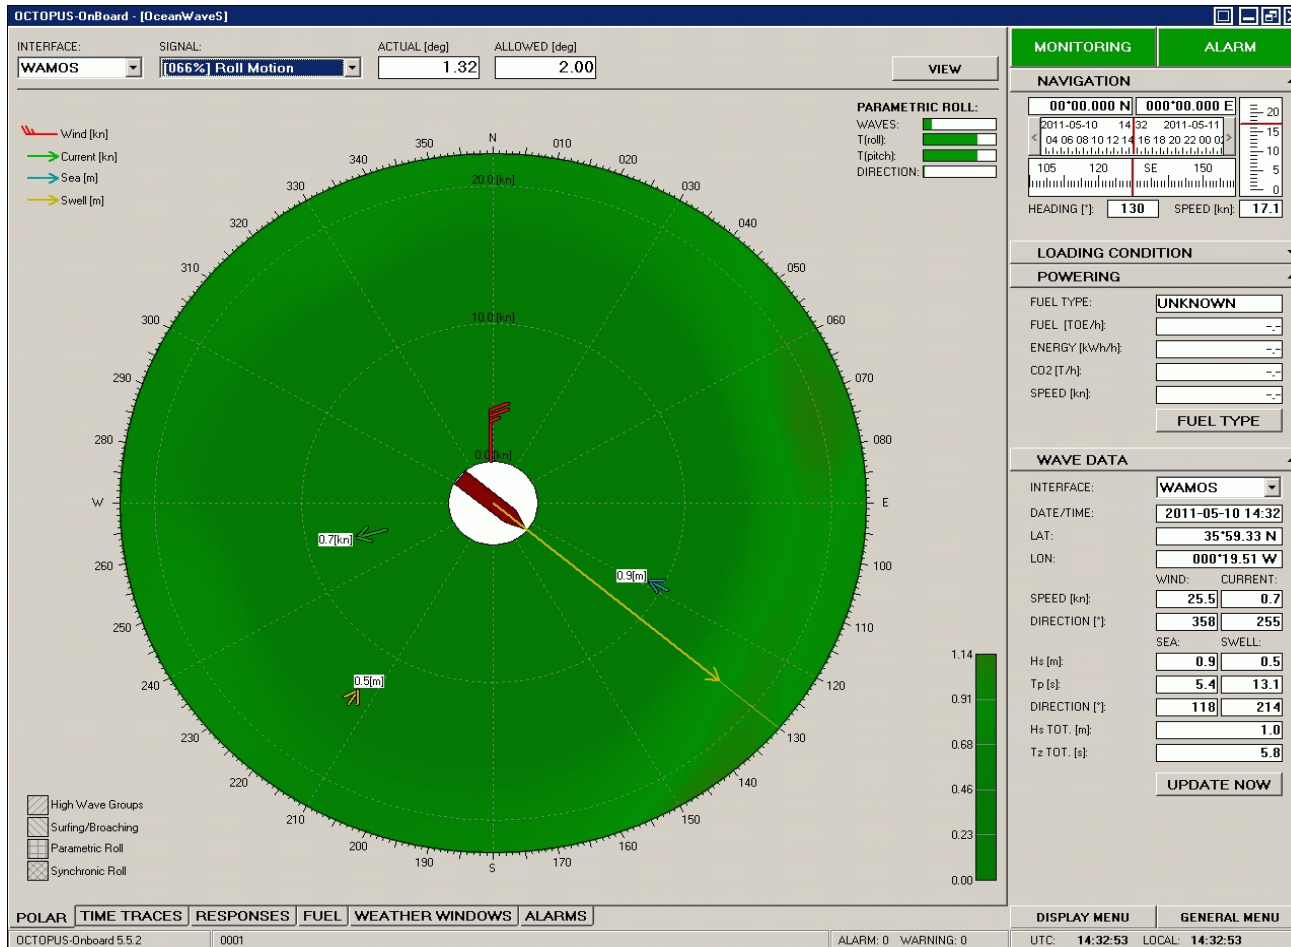 OCTOPUS-OnBoard - [OceanWaveS]
INTERFACE: SIGNAL: ACTUAL [deg] ALLOWED [deg]
WAMOS [066%] Roll Motion 1.32 2.00 VIEW
Wind [kn]
Current [kn]
Sea [m]
Swell [m]
PARAMETRIC ROLL:
WAVES:
T(roll):
T(pitch):
DIRECTION:
N
010
020
030
040
050
060
070
080
E
100
110
120
130
140
150
160
170
S
190
200
210
220
230
240
250
260
W
280
290
300
310
320
330
340
350
20.0 [kn]
10.0 [kn]
0.0 [kn]
0.7[kn]
0.9[m]
0.5[m]
1.14
0.91
0.68
0.46
0.23
0.00
High Wave Groups
Surfing/Broaching
Parametric Roll
Synchronic Roll
POLAR TIME TRACES RESPONSES FUEL WEATHER WINDOWS ALARMS
OCTOPUS-Onboard 5.5.2 0001 ALARM: 0 WARNING: 0
MONITORING ALARM
NAVIGATION
00°00.000 N 000°00.000 E
2011-05-10 14:32 2011-05-11
04 06 08 10 12 14 16 18 20 22 00
105 120 SE 150
20
15
10
5
0
HEADING [°]: 130 SPEED [kn]: 17.1
LOADING CONDITION
POWERING
FUEL TYPE: UNKNOWN
FUEL [TOE/h]: -.-
ENERGY [kWh/h]: -.-
CO2 [T/h]: -.-
SPEED [kn]: -.-
FUEL TYPE
WAVE DATA
INTERFACE: WAMOS
DATE/TIME: 2011-05-10 14:32
LAT: 35°59.33 N
LON: 000°19.51 W
WIND: CURRENT:
SPEED [kn]: 25.5 0.7
DIRECTION [°]: 358 255
SEA: SWELL:
Hs [m]: 0.9 0.5
Tp [s]: 5.4 13.1
DIRECTION [°]: 118 214
Hs TOT. [m]: 1.0
Tz TOT. [s]: 5.8
UPDATE NOW
DISPLAY MENU GENERAL MENU
UTC: 14:32:53 LOCAL: 14:32:53